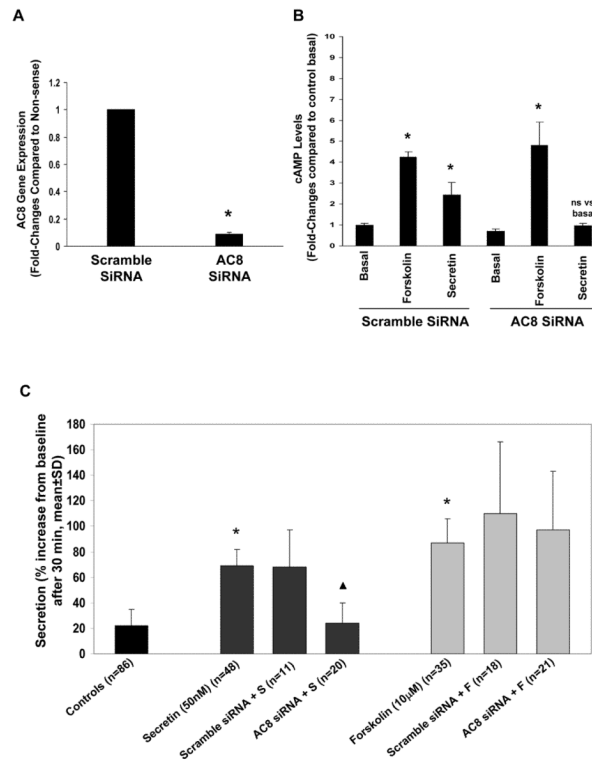 A
AC8 Gene Expression
(Fold-Changes Compared to Non-sense)
1.2
1
0.8
0.6
0.4
0.2
0
*
Scramble
SiRNA
AC8
SiRNA
B
cAMP Levels
(Fold-Changes compared to control basal)
10
9
8
7
6
5
4
3
2
1
0
*
*
*
ns vs
basal
Basal
Forskolin
Secretin
Basal
Forskolin
Secretin
Scramble SiRNA
AC8 SiRNA
C
Secretion (% increase from baseline
after 30 min, mean±SD)
180
160
140
120
100
80
60
40
20
0
*
▲
*
Controls (n=86)
Secretin (50nM) (n=48)
Scramble siRNA + S (n=11)
AC8 siRNA + S (n=20)
Forskolin (10µM) (n=35)
Scramble siRNA + F (n=18)
AC8 siRNA + F (n=21)